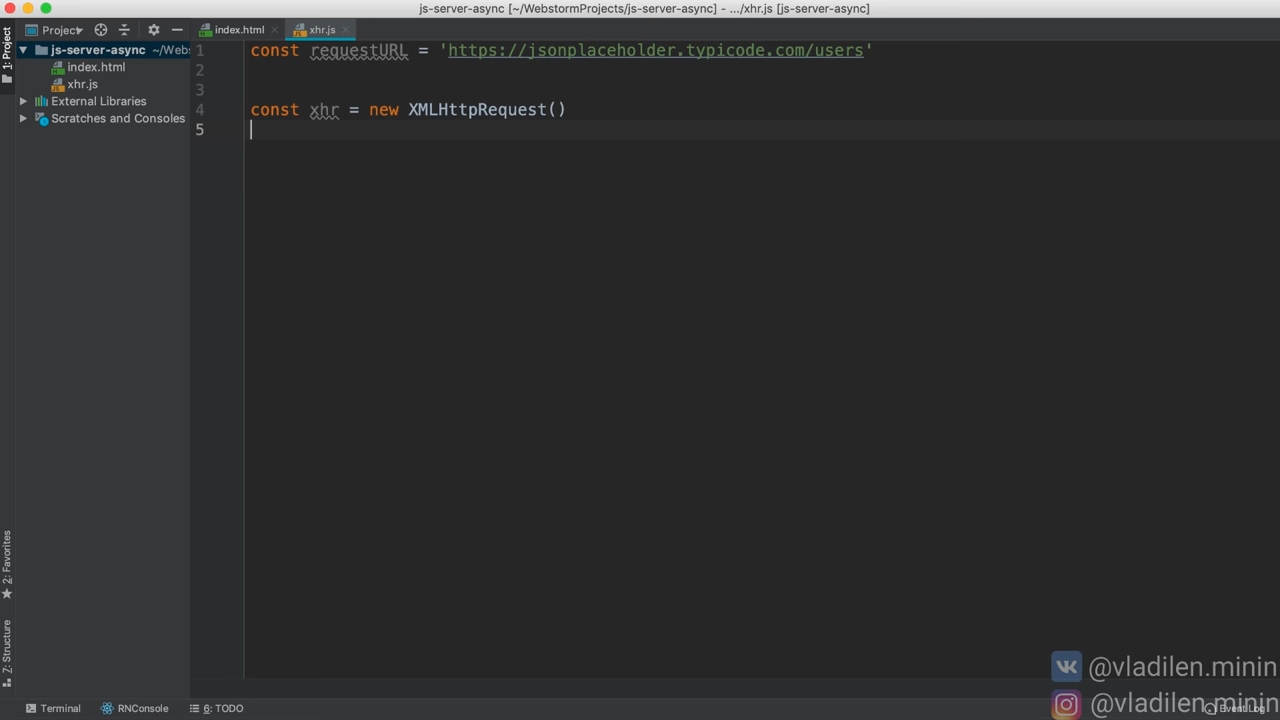 js-server-async [~/WebstormProjects/js-server-async] - .../xhr.js [js-server-async]
1: Project
Project
index.html
xhr.js
js-server-async ~/Webs
index.html
xhr.js
External Libraries
Scratches and Consoles
1 const requestURL = 'https://jsonplaceholder.typicode.com/users'
2
3
4 const xhr = new XMLHttpRequest()
5
2: Favorites
Z: Structure
@vladilen.minin
@vladilen.minin
Terminal
RNConsole
6: TODO
Event Log